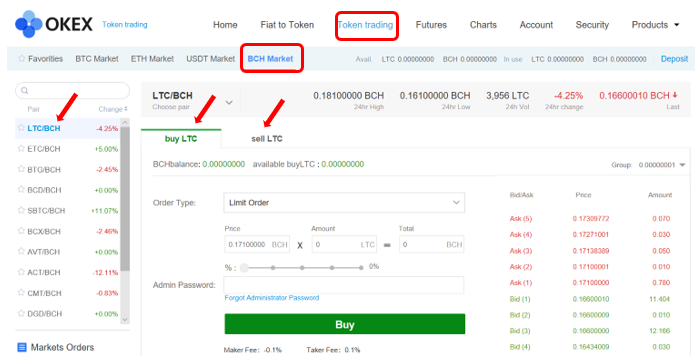 OKEX Token trading Home Fiat to Token Token trading Futures Charts Account Security Products
Favorities BTC Market ETH Market USDT Market BCH Market Avail. LTC 0.00000000 BCH 0.00000000 In use LTC 0.00000000 BCH 0.00000000 Deposit
Pair Change
LTC/BCH -4.25%
ETC/BCH +5.00%
BTG/BCH -2.45%
BCD/BCH +0.00%
SBTC/BCH +11.07%
BCX/BCH -2.46%
AVT/BCH +0.00%
ACT/BCH -12.11%
CMT/BCH -0.83%
DGD/BCH +0.00%
Markets Orders
LTC/BCH 0.18100000 BCH 0.16100000 BCH 3,956 LTC -4.25% 0.16600010 BCH
Choose pair 24hr High 24hr Low 24h Vol 24hr change Last
buy LTC sell LTC
BCHbalance: 0.00000000 available buyLTC : 0.00000000 Group: 0.00000001
Order Type: Limit Order
Price Amount Total
0.17100000 BCH X 0 LTC = 0 BCH
% : 0%
Admin Password:
Forgot Administrator Password
Buy
Maker Fee: -0.1% Taker Fee: 0.1%
Bid/Ask Price Amount
Ask (5) 0.17309772 0.070
Ask (4) 0.17271001 0.030
Ask (3) 0.17138389 0.050
Ask (2) 0.17100001 0.010
Ask (1) 0.17100000 0.780
Bid (1) 0.16600010 11.404
Bid (2) 0.16600009 0.010
Bid (3) 0.16600000 12.166
Bid (4) 0.16434009 0.030